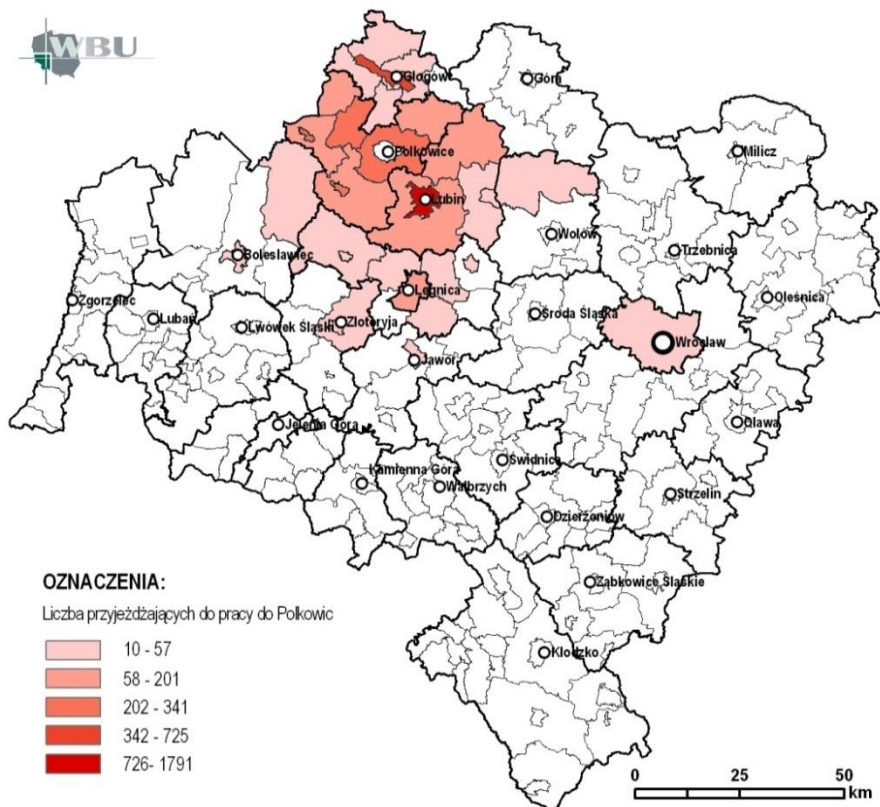 WBU
Głogów
Góra
Polkowice
Milicz
Lubin
Wołów
Trzebnica
Bolesławiec
Oleśnica
Zgorzelec
Legnica
Lubań
Lwówek Śląski
Złotoryja
Środa Śląska
Wrocław
Jawor
Jelenia Góra
Oława
Świdnica
Kamienna Góra
Wałbrzych
Strzelin
Dzierżoniów
Ząbkowice Śląskie
Kłodzko
OZNACZENIA:
Liczba przyjeżdżających do pracy do Polkowic
10 - 57
58 - 201
202 - 341
342 - 725
726- 1791
0 25 50
km